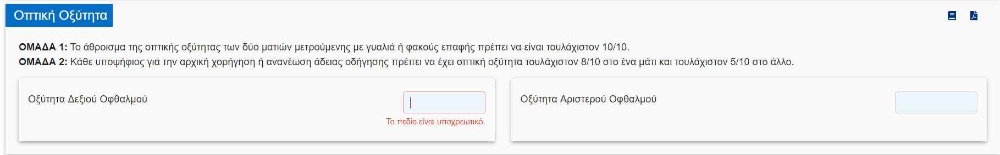 Οπτική Οξύτητα
ΟΜΑΔΑ 1: Το άθροισμα της οπτικής οξύτητας των δύο ματιών μετρούμενης με γυαλιά ή φακούς επαφής πρέπει να είναι τουλάχιστον 10/10.
ΟΜΑΔΑ 2: Κάθε υποψήφιος για την αρχική χορήγηση ή ανανέωση άδειας οδήγησης πρέπει να έχει οπτική οξύτητα τουλάχιστον 8/10 στο ένα μάτι και τουλάχιστον 5/10 στο άλλο.
Οξύτητα Δεξιού Οφθαλμού
Το πεδίο είναι υποχρεωτικό.
Οξύτητα Αριστερού Οφθαλμού